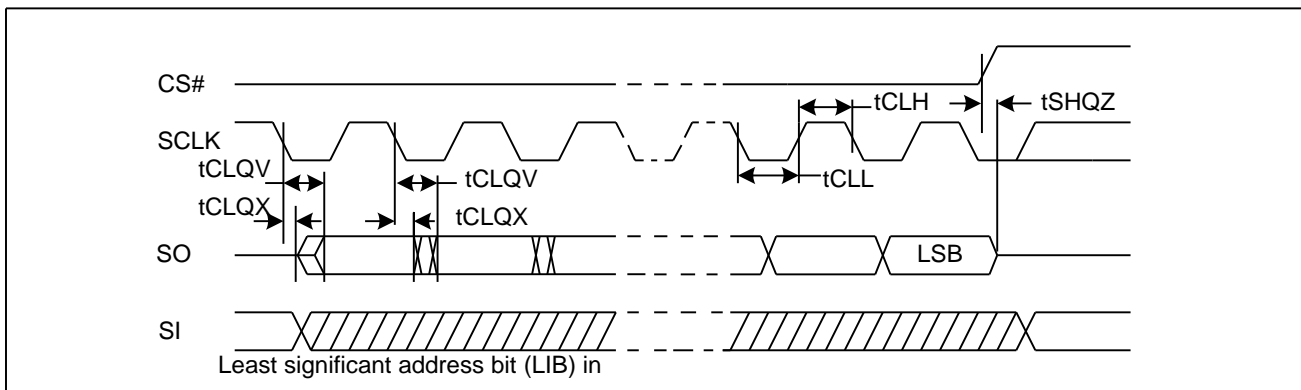 CS#
tCLH
tSHQZ
SCLK
tCLQV
tCLQV
tCLL
tCLQX
tCLQX
SO
LSB
SI
Least significant address bit (LIB) in